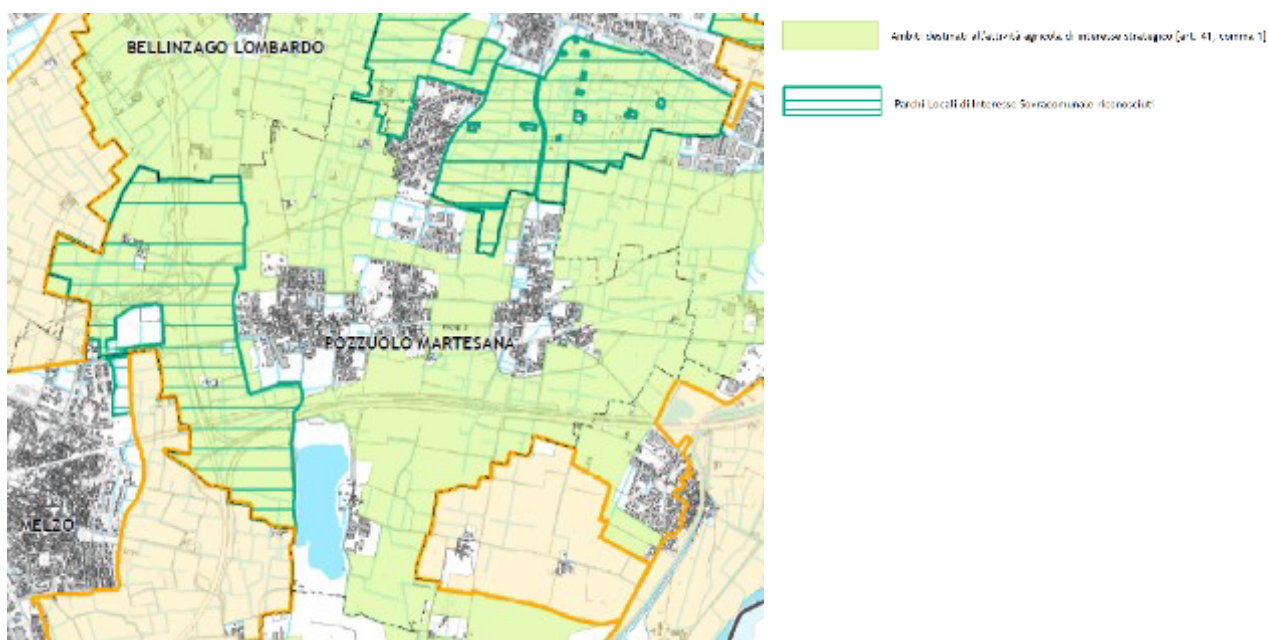 BELLINZAGO LOMBARDO
POZZUOLO MARTESANA
MELZO
Ambiti destinati all'attività agricola di interesse strategico [art. 41, comma 1]
Parchi Locali di Interesse Sovracomunale riconosciuti